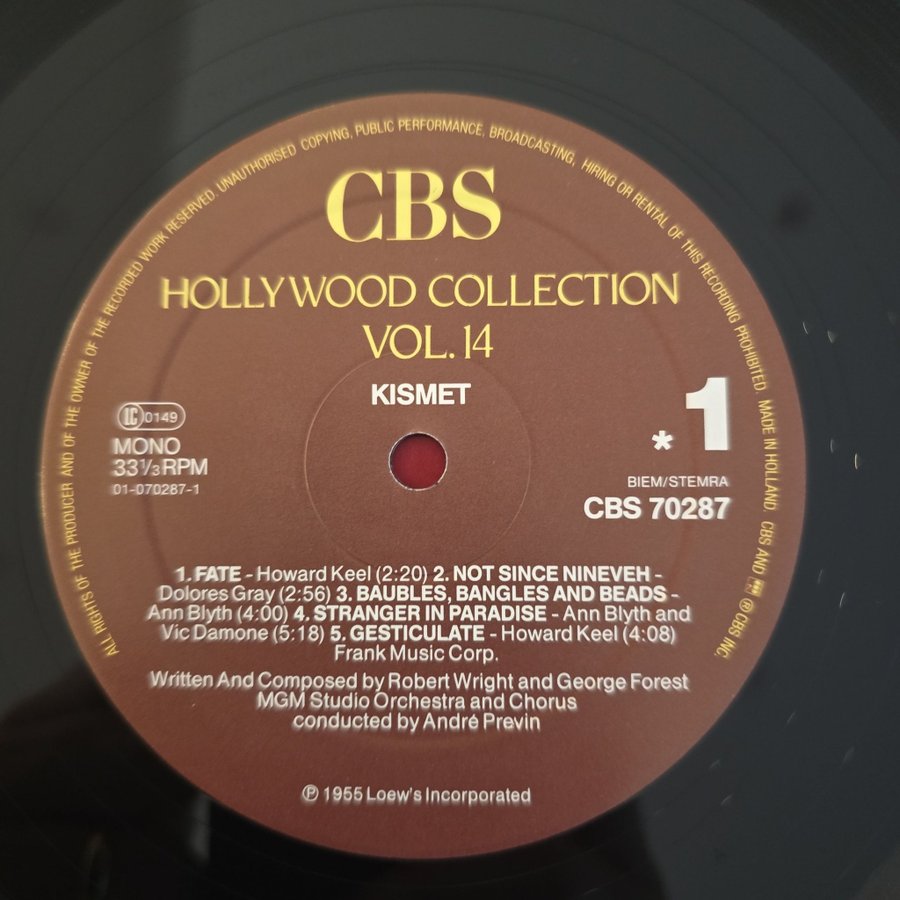 ALL RIGHTS OF THE PRODUCER AND OF THE OWNER OF THE RECORDED WORK RESERVED. UNAUTHORISED COPYING, PUBLIC PERFORMANCE, BROADCASTING, HIRING OR RENTAL OF THIS RECORDING PROHIBITED. MADE IN HOLLAND. CBS AND ® CBS INC.
CBS
HOLLYWOOD COLLECTION
VOL. 14
KISMET
LC 0149
MONO
33⅓ RPM
01-070287-1
* 1
BIEM/STEMRA
CBS 70287
1. FATE - Howard Keel (2:20) 2. NOT SINCE NINEVEH -
Dolores Gray (2:56) 3. BAUBLES, BANGLES AND BEADS -
Ann Blyth (4:00) 4. STRANGER IN PARADISE - Ann Blyth and
Vic Damone (5:18) 5. GESTICULATE - Howard Keel (4:08)
Frank Music Corp.
Written And Composed by Robert Wright and George Forest
MGM Studio Orchestra and Chorus
conducted by André Previn
℗ 1955 Loew's Incorporated